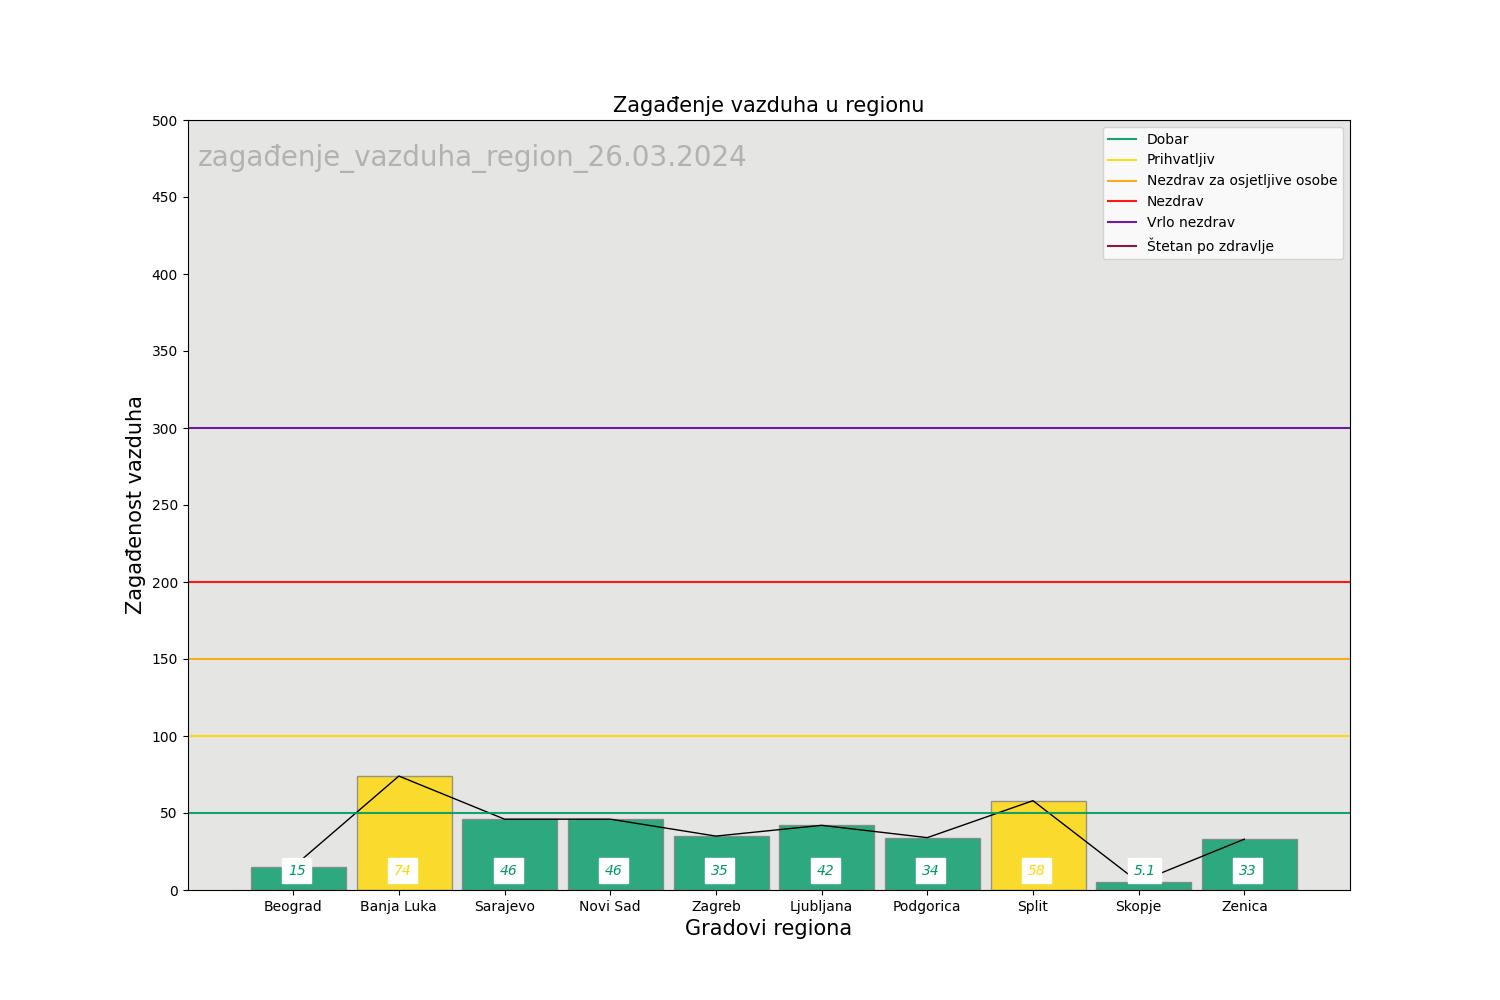 Zagađenje vazduha u regionu
zagađenje_vazduha_region_26.03.2024
Dobar
Prihvatljiv
Nezdrav za osjetljive osobe
Nezdrav
Vrlo nezdrav
Štetan po zdravlje
Zagađenost vazduha
500
450
400
350
300
250
200
150
100
50
0
15 74 46 46 35 42 34 58 5.1 33
Beograd Banja Luka Sarajevo Novi Sad Zagreb Ljubljana Podgorica Split Skopje Zenica
Gradovi regiona